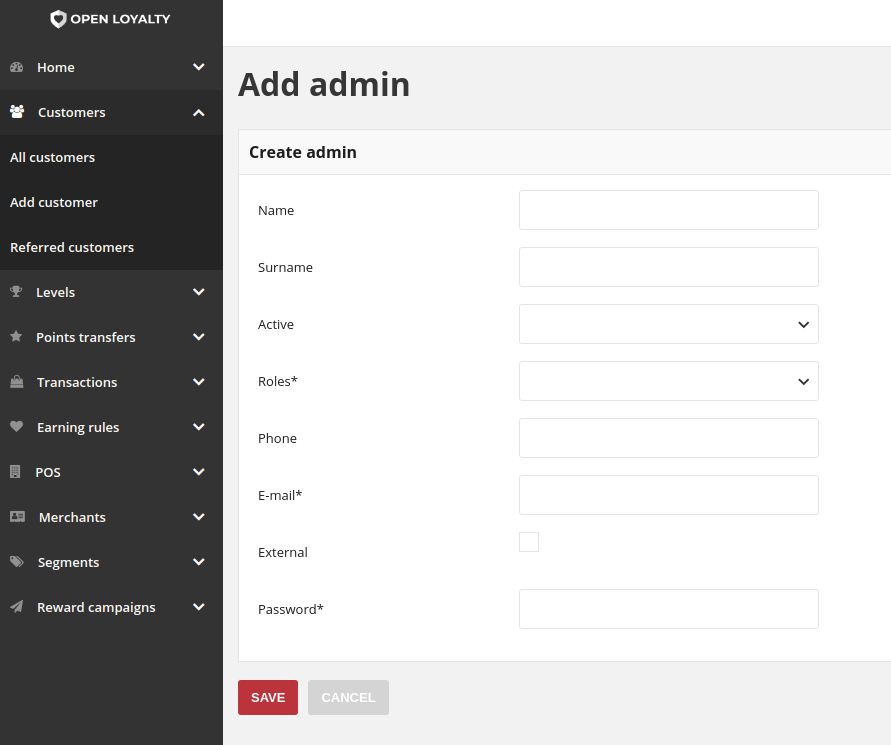 OPEN LOYALTY
Home
Customers
All customers
Add customer
Referred customers
Levels
Points transfers
Transactions
Earning rules
POS
Merchants
Segments
Reward campaigns
Add admin
Create admin
Name
Surname
Active
Roles*
Phone
E-mail*
External
Password*
SAVE CANCEL